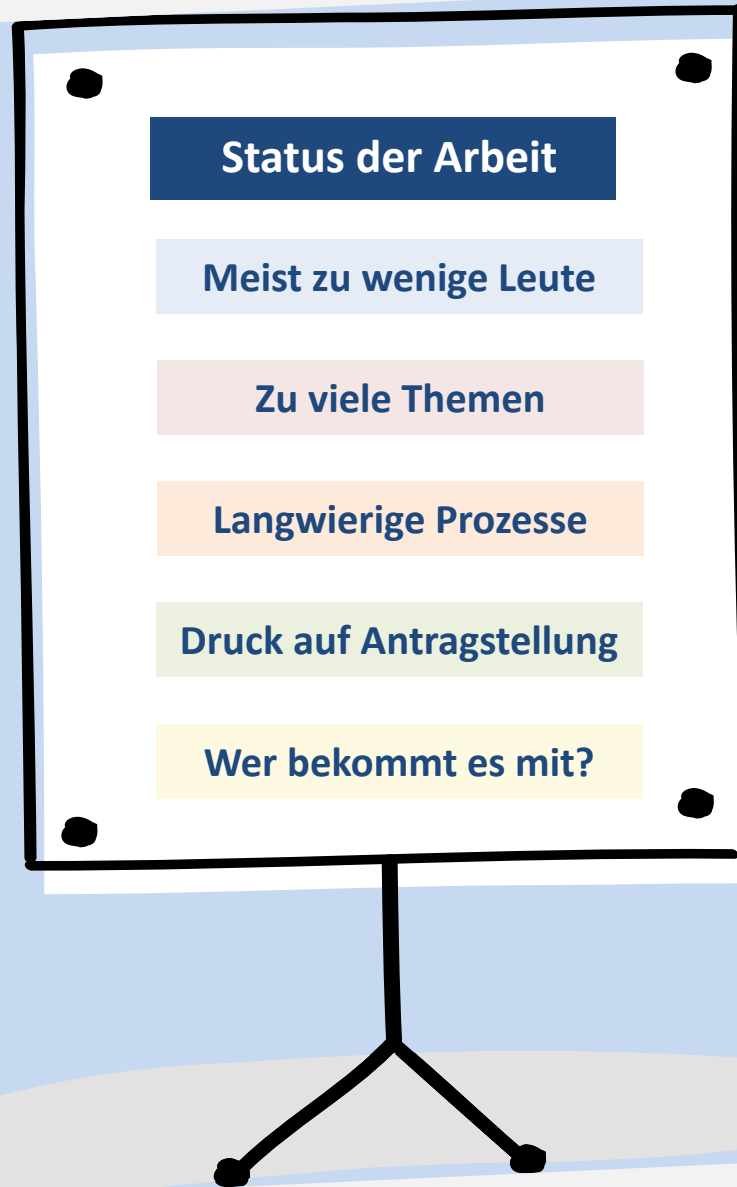 Status der Arbeit
Meist zu wenige Leute
Zu viele Themen
Langwierige Prozesse
Druck auf Antragstellung
Wer bekommt es mit?